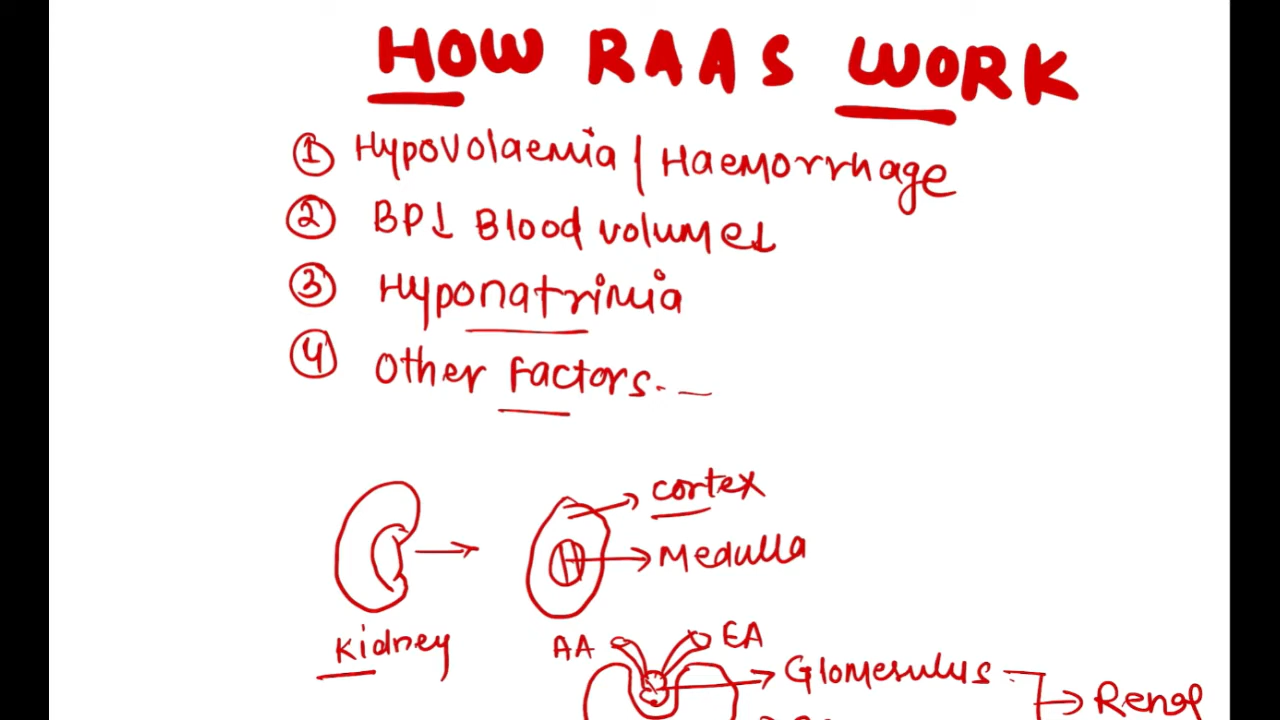 HOW RAAS WORK
① Hypovolaemia | Haemorrhage
② BP↓ Blood volume↓
③ Hyponatrimia
④ Other Factors.. —
cortex
Medulla
Kidney
AA
EA
Glomerulus
Renal